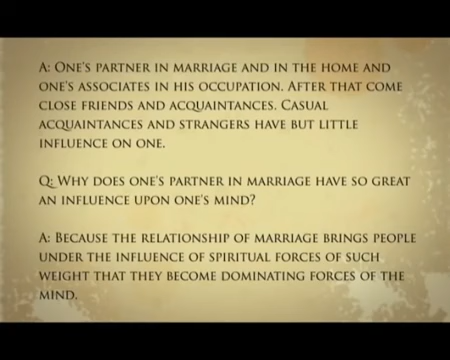 A: One's partner in marriage and in the home and
one's associates in his occupation. After that come
close friends and acquaintances. Casual
acquaintances and strangers have but little
influence on one.
Q: Why does one's partner in marriage have so great
an influence upon one's mind?
A: Because the relationship of marriage brings people
under the influence of spiritual forces of such
weight that they become dominating forces of the
mind.